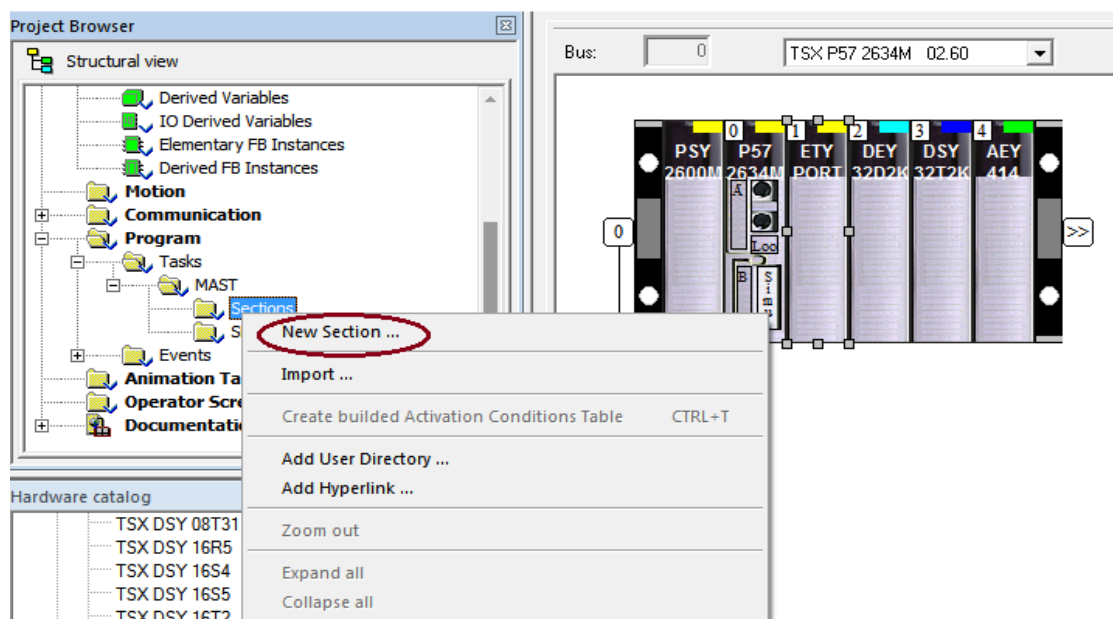 Project Browser
Structural view
Derived Variables
IO Derived Variables
Elementary FB Instances
Derived FB Instances
Motion
Communication
Program
Tasks
MAST
Sections
S
Events
Animation Ta
Operator Scre
Documentati
New Section ...
Import ...
Create builded Activation Conditions Table CTRL+T
Add User Directory ...
Add Hyperlink ...
Zoom out
Expand all
Collapse all
Hardware catalog
TSX DSY 08T31
TSX DSY 16R5
TSX DSY 16S4
TSX DSY 16S5
TSX DSY 16T2
Bus: 0 TSX P57 2634M 02.60
0 1 2 3 4
PSY P57 ETY DEY DSY AEY
2600M 2634M PORT 32D2K 32T2K 414
A
Loo
B
0
>>